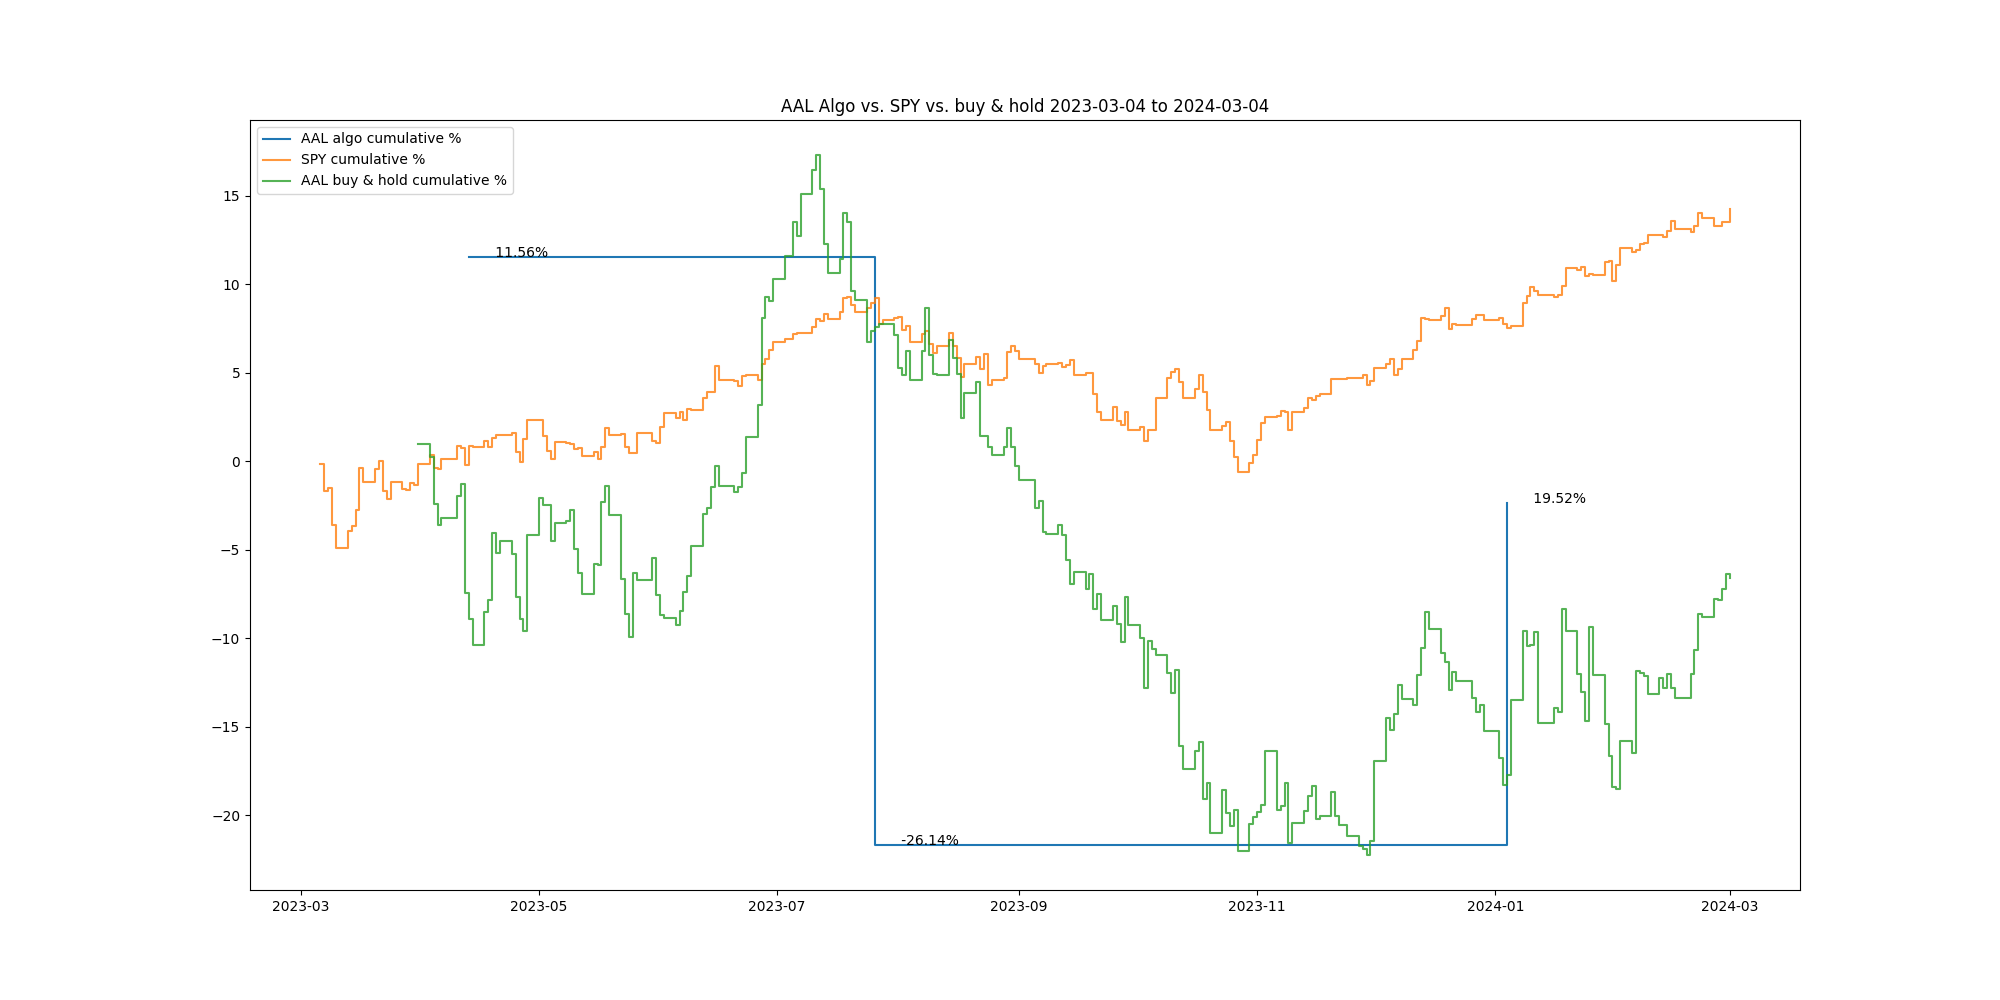 AAL Algo vs. SPY vs. buy & hold 2023-03-04 to 2024-03-04
AAL algo cumulative %
SPY cumulative %
AAL buy & hold cumulative %
15
11.56%
10
5
0
19.52%
−5
−10
−15
−20
-26.14%
2023-03 2023-05 2023-07 2023-09 2023-11 2024-01 2024-03